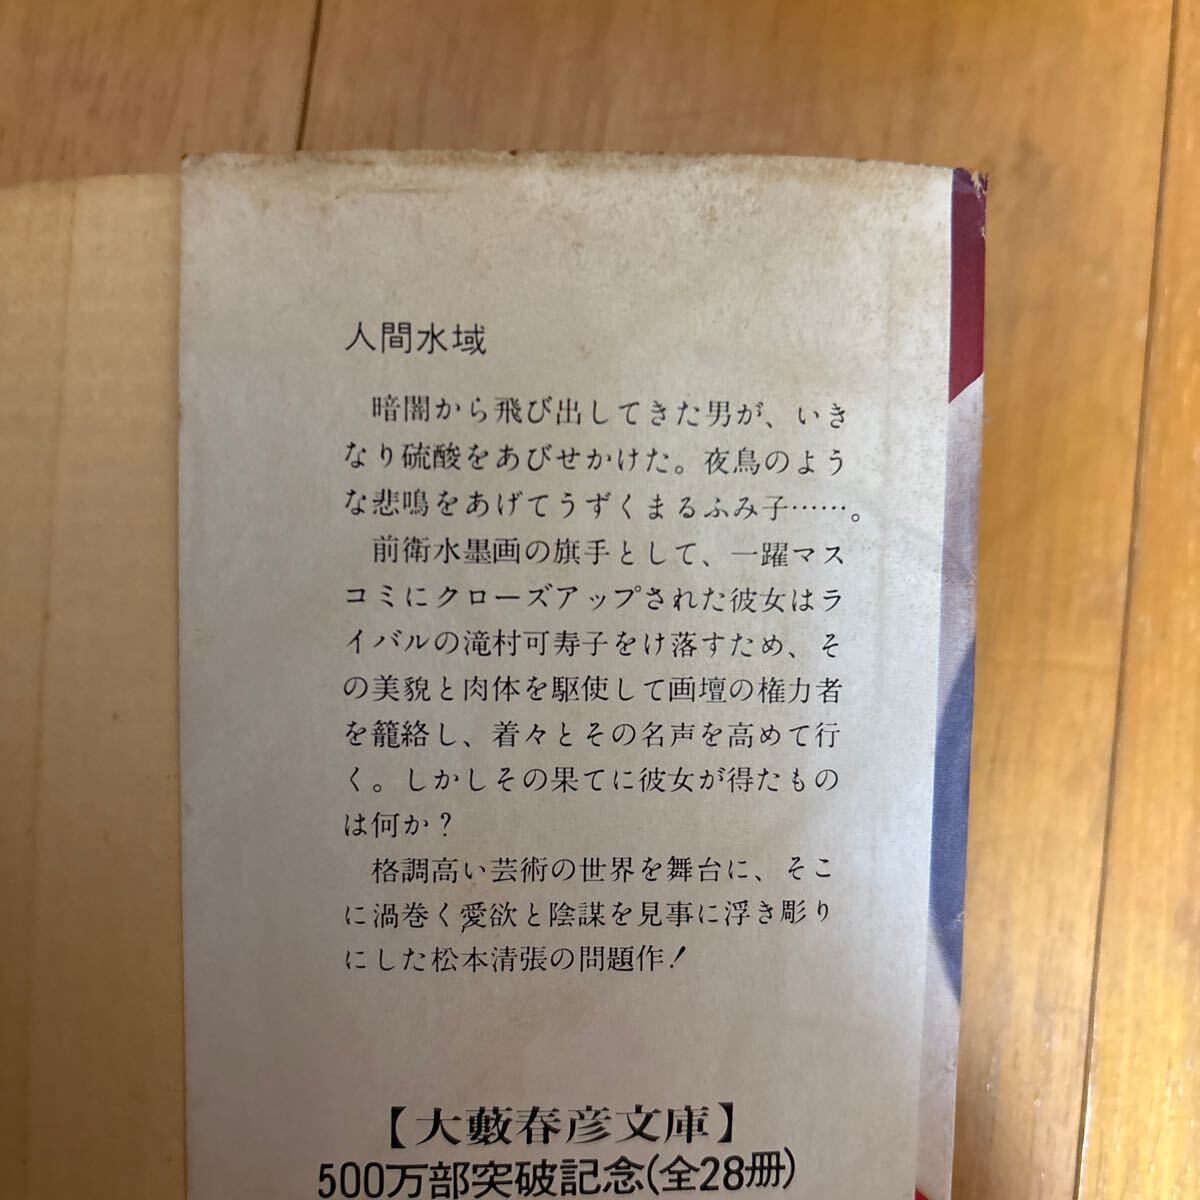 人間水域
暗闇から飛び出してきた男が、いき
なり硫酸をあびせかけた。夜鳥のよう
な悲鳴をあげてうずくまるふみ子……。
前衛水墨画の旗手として、一躍マス
コミにクローズアップされた彼女はラ
イバルの滝村可寿子をけ落すため、そ
の美貌と肉体を駆使して画壇の権力者
を籠絡し、着々とその名声を高めて行
く。しかしその果てに彼女が得たもの
は何か？
格調高い芸術の世界を舞台に、そこ
に渦巻く愛欲と陰謀を見事に浮き彫り
にした松本清張の問題作！
【大藪春彦文庫】
500万部突破記念(全28冊)